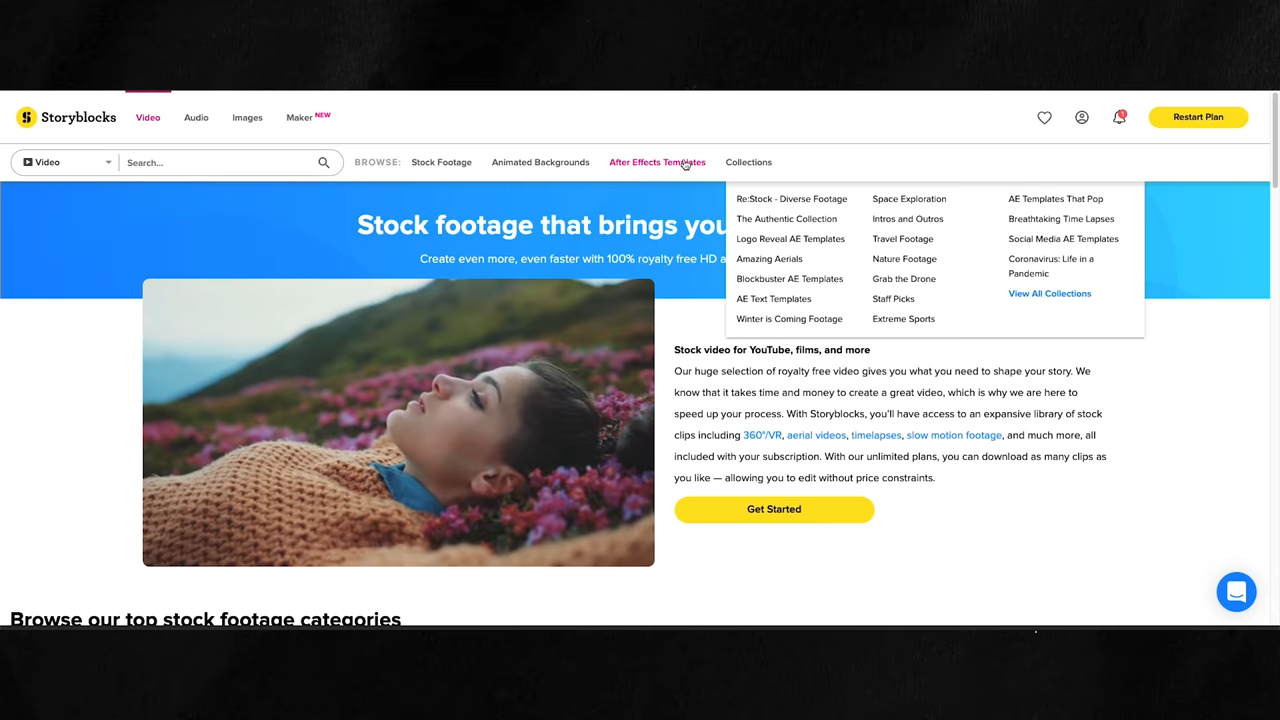 Storyblocks
Video
Audio
Images
Maker NEW
1
Restart Plan
Video
Search...
BROWSE:
Stock Footage
Animated Backgrounds
After Effects Templates
Collections
Stock footage that brings you
Create even more, even faster with 100% royalty free HD a
Re:Stock - Diverse Footage
The Authentic Collection
Logo Reveal AE Templates
Amazing Aerials
Blockbuster AE Templates
AE Text Templates
Winter is Coming Footage
Space Exploration
Intros and Outros
Travel Footage
Nature Footage
Grab the Drone
Staff Picks
Extreme Sports
AE Templates That Pop
Breathtaking Time Lapses
Social Media AE Templates
Coronavirus: Life in a
Pandemic
View All Collections
Stock video for YouTube, films, and more
Our huge selection of royalty free video gives you what you need to shape your story. We
know that it takes time and money to create a great video, which is why we are here to
speed up your process. With Storyblocks, you'll have access to an expansive library of stock
clips including 360°/VR, aerial videos, timelapses, slow motion footage, and much more, all
included with your subscription. With our unlimited plans, you can download as many clips as
you like — allowing you to edit without price constraints.
Get Started
Browse our top stock footage categories